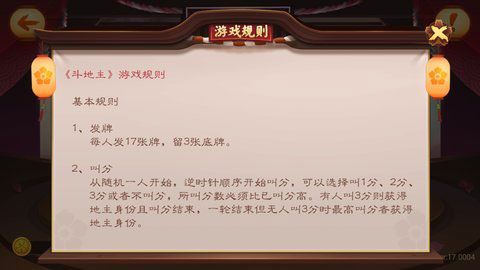 游戏规则
《斗地主》游戏规则
基本规则
1、发牌
每人发17张牌，留3张底牌。
2、叫分
从随机一人开始，逆时针顺序开始叫分，可以选择叫1分、2分、
3分或者不叫分，所叫分数必须比已叫分高。有人叫3分则获得
地主身份且叫分结束，一轮结束但无人叫3分时最高叫分者获得
地主身份。